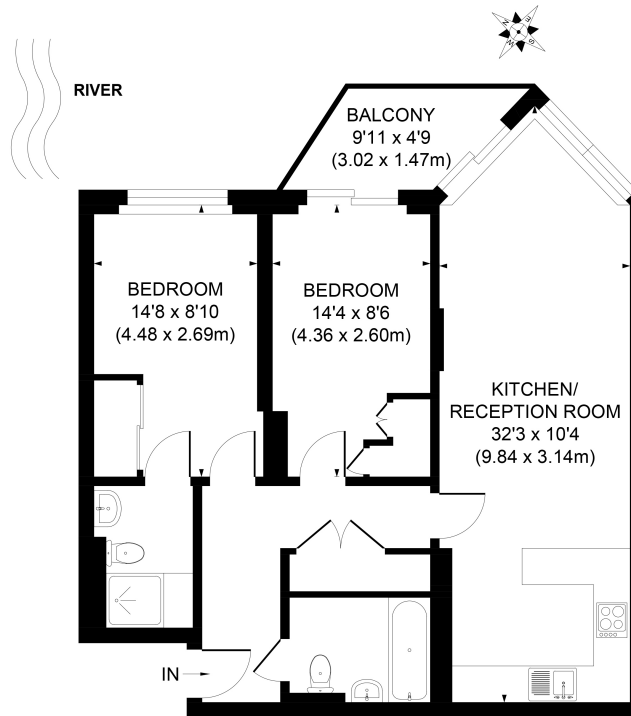 N
E
S
W
RIVER
BALCONY
9'11 x 4'9
(3.02 x 1.47m)
BEDROOM
14'8 x 8'10
(4.48 x 2.69m)
BEDROOM
14'4 x 8'6
(4.36 x 2.60m)
KITCHEN/
RECEPTION ROOM
32'3 x 10'4
(9.84 x 3.14m)
IN